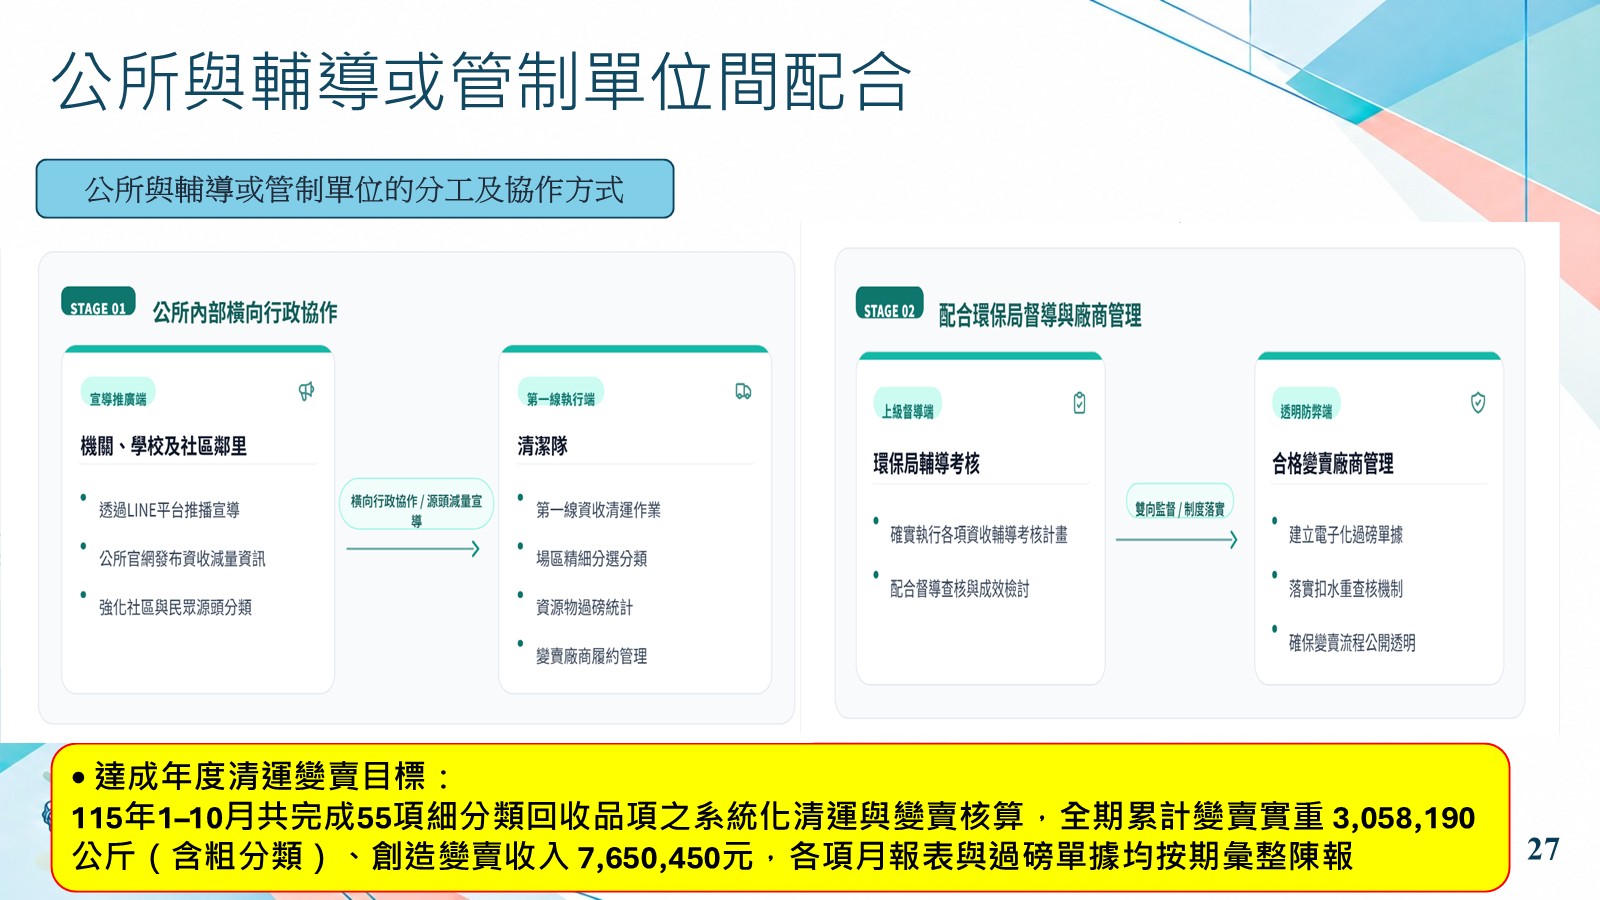 公所與輔導或管制單位間配合
公所與輔導或管制單位的分工及協作方式
STAGE 01
公所內部橫向行政協作
宣導推廣端
機關、學校及社區鄰里
透過LINE平台推播宣導
公所官網發布資收減量資訊
強化社區與民眾源頭分類
橫向行政協作 / 源頭減量宣
導
第一線執行端
清潔隊
第一線資收清運作業
場區精細分選分類
資源物過磅統計
變賣廠商履約管理
STAGE 02
配合環保局督導與廠商管理
上級督導端
環保局輔導考核
確實執行各項資收輔導考核計畫
配合督導查核與成效檢討
雙向監督 / 制度落實
透明防弊端
合格變賣廠商管理
建立電子化過磅單據
落實扣水重查核機制
確保變賣流程公開透明
• 達成年度清運變賣目標：
115年1–10月共完成55項細分類回收品項之系統化清運與變賣核算，全期累計變賣實重 3,058,190
公斤（含粗分類）、創造變賣收入 7,650,450元，各項月報表與過磅單據均按期彙整陳報
27